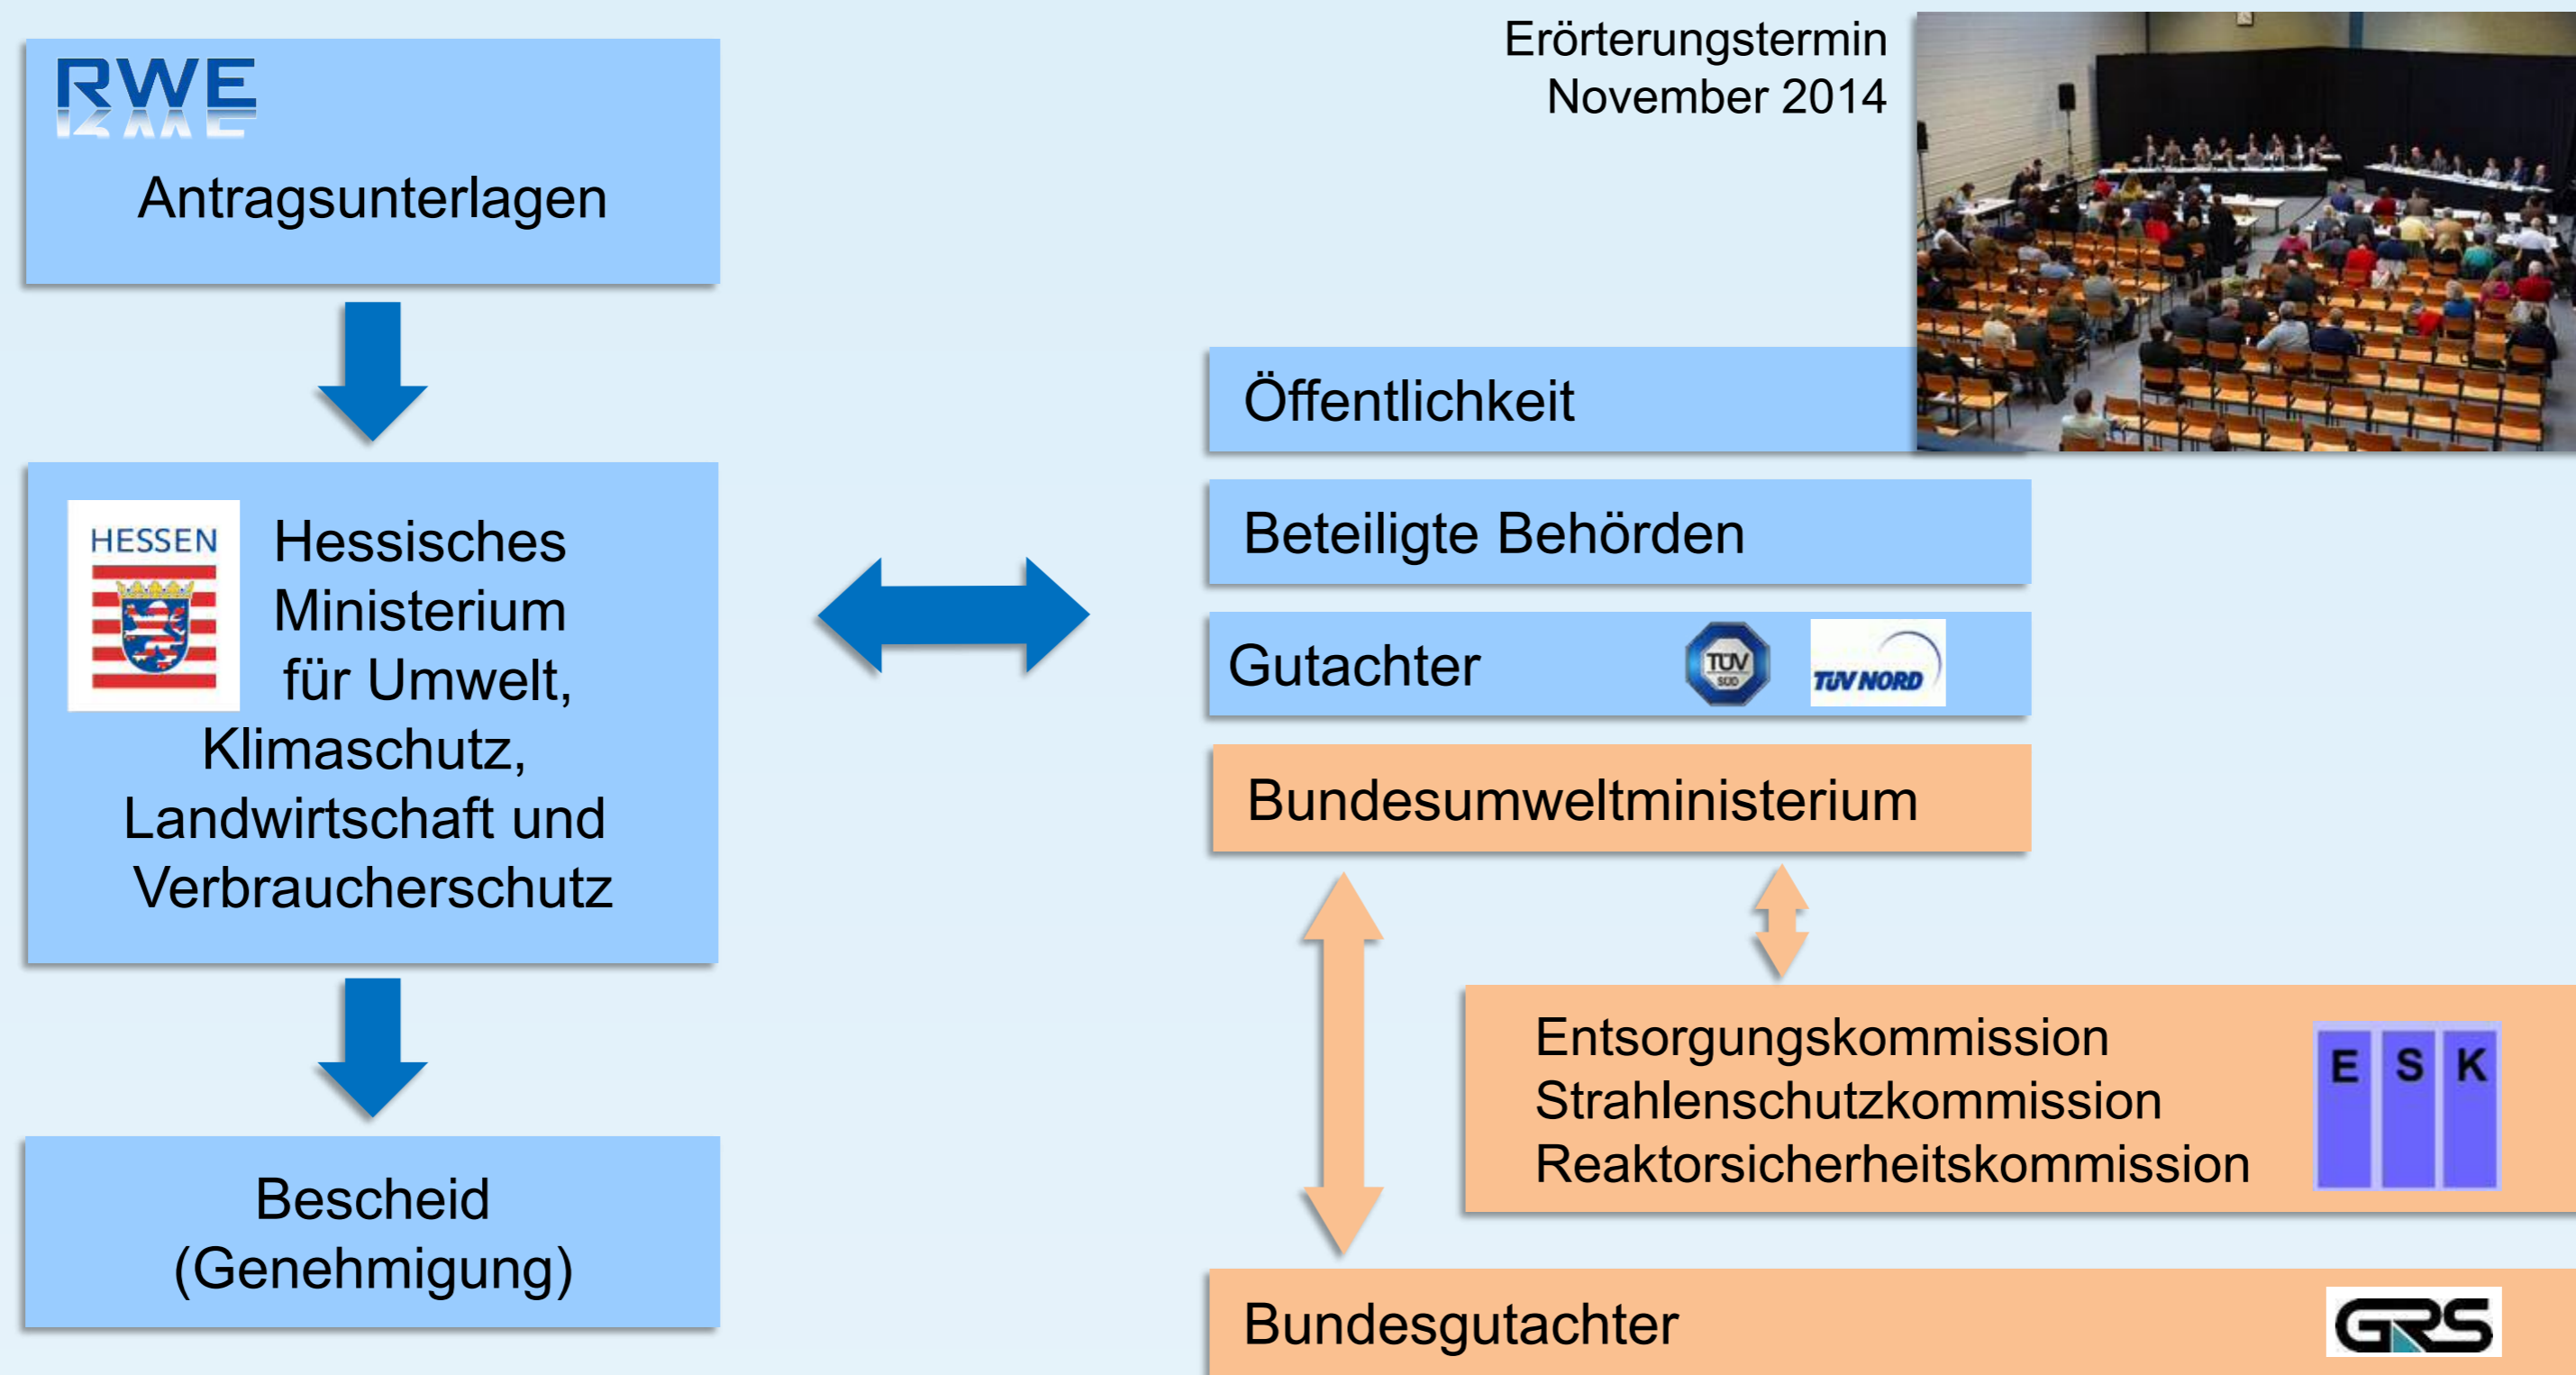 RWE
Antragsunterlagen
HESSEN
Hessisches
Ministerium
für Umwelt,
Klimaschutz,
Landwirtschaft und
Verbraucherschutz
Bescheid
(Genehmigung)
Erörterungstermin
November 2014
Öffentlichkeit
Beteiligte Behörden
Gutachter
TÜV
SÜD
TÜV NORD
Bundesumweltministerium
Entsorgungskommission
Strahlenschutzkommission
Reaktorsicherheitskommission
E S K
Bundesgutachter
GRS